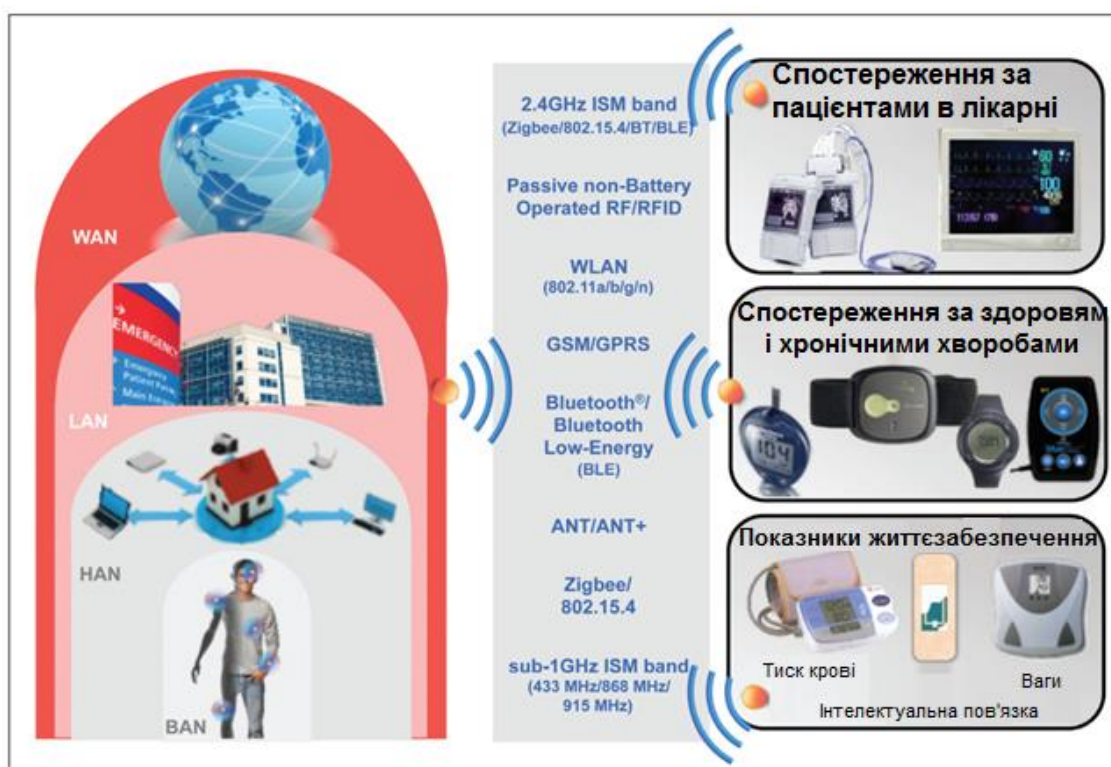 WAN
EMERGENCY
Emergency
LAN
HAN
BAN
2.4GHz ISM band
(Zigbee/802.15.4/BT/BLE)
Passive non-Battery
Operated RF/RFID
WLAN
(802.11a/b/g/n)
GSM/GPRS
Bluetooth®/
Bluetooth
Low-Energy
(BLE)
ANT/ANT+
Zigbee/
802.15.4
sub-1GHz ISM band
(433 MHz/868 MHz/
915 MHz)
Спостереження за
пацієнтами в лікарні
60
100
Спостереження за здоровям
і хронічними хворобами
104
Показники життєзабезпечення
Тиск крові
Ваги
Інтелектуальна пов'язка